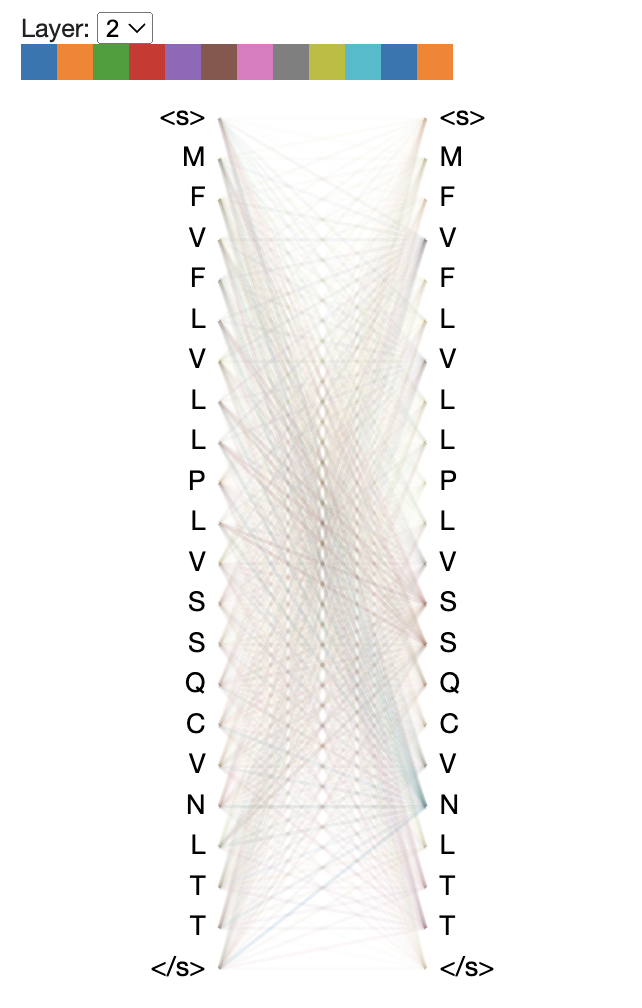 Layer: 2
<s> <s>
M M
F F
V V
F F
L L
V V
L L
L L
P P
L L
V V
S S
S S
Q Q
C C
V V
N N
L L
T T
T T
</s> </s>